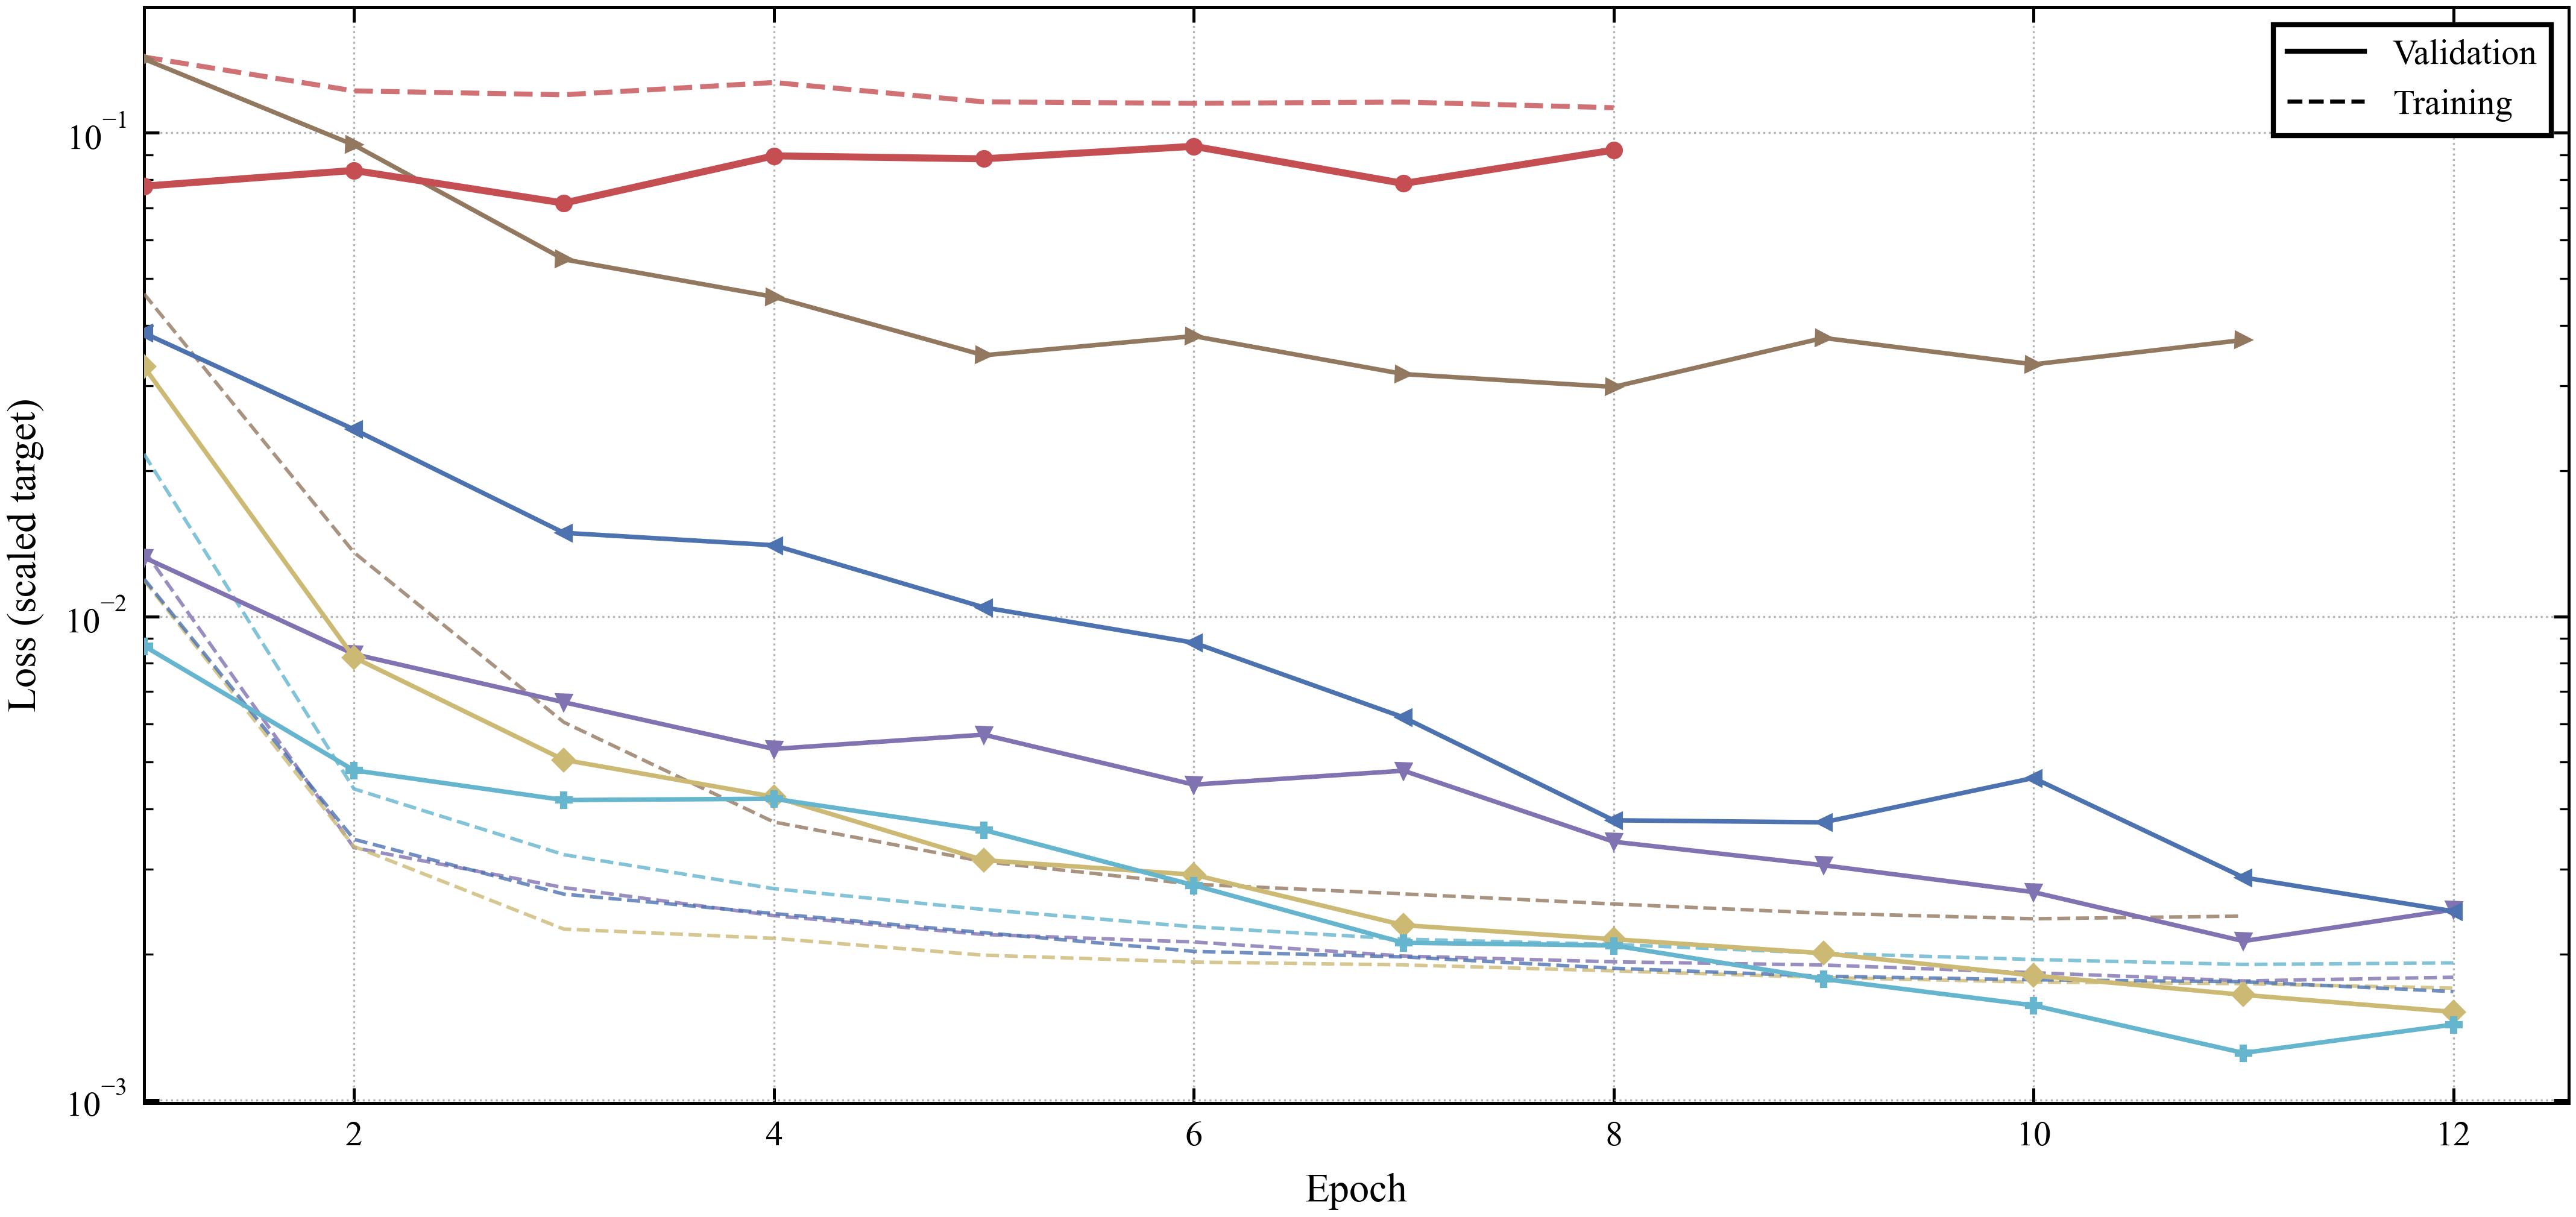 Validation
Training
10⁻¹
10⁻²
10⁻³
Loss (scaled target)
2 4 6 8 10 12
Epoch